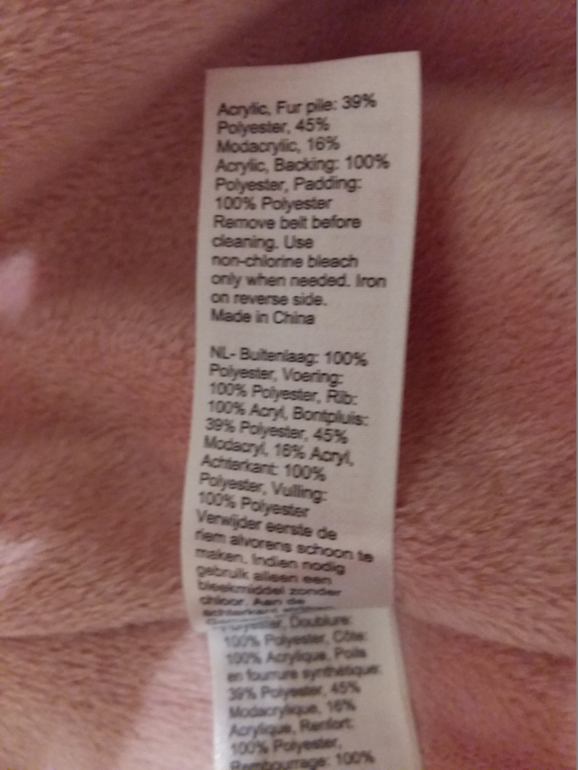 Acrylic, Fur pile: 39%
Polyester, 45%
Modacrylic, 16%
Acrylic, Backing: 100%
Polyester, Padding:
100% Polyester
Remove belt before
cleaning. Use
non-chlorine bleach
only when needed. Iron
on reverse side.
Made in China
NL- Buitenlaag: 100%
Polyester, Voering:
100% Polyester, Rib:
100% Acryl, Bontpluis:
39% Polyester, 45%
Modacryl, 16% Acryl,
Achterkant: 100%
Polyester, Vulling:
100% Polyester
Verwijder eerste de
riem alvorens schoon te
maken. Indien nodig
gebruik alleen een
bleekmiddel zonder
chloor. Aan de
Polyester, Doublure:
100% Polyester, Côte:
100% Acrylique, Poils
en fourrure synthétique:
39% Polyester, 45%
Modacrylique, 16%
Acrylique, Renfort:
100% Polyester,
Rembourrage: 100%